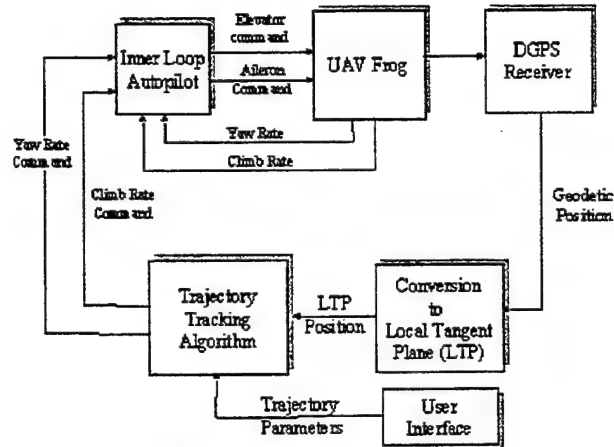 Elevator
command
Inner Loop
Autopilot
Aileron
Command
UAV Frog
DGPS
Receiver
Yaw Rate
Climb Rate
Yaw Rate
Command
Climb Rate
Command
Geodetic
Position
Trajectory
Tracking
Algorithm
LTP
Position
Conversion
to
Local Tangent
Plane (LTP)
Trajectory
Parameters
User
Interface